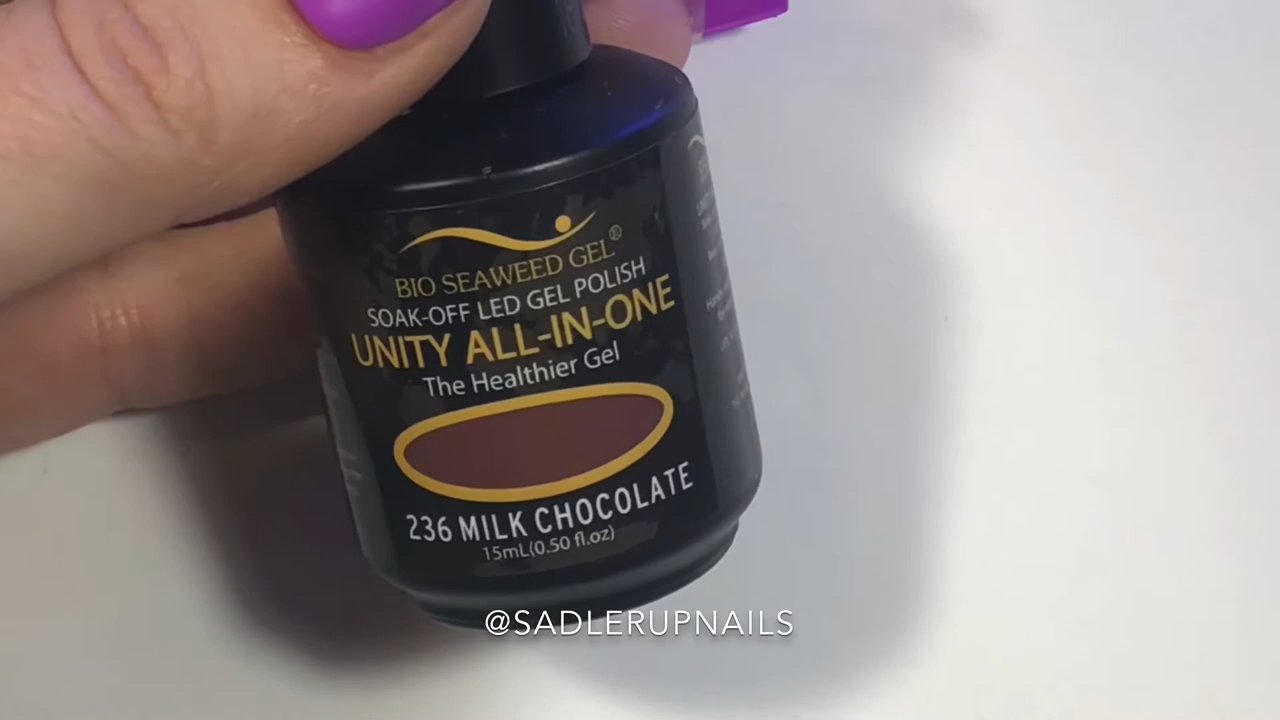 BIO SEAWEED GEL®
SOAK-OFF LED GEL POLISH
UNITY ALL-IN-ONE
The Healthier Gel
236 MILK CHOCOLATE
15mL(0.50 fl.oz)
@SADLERUPNAILS